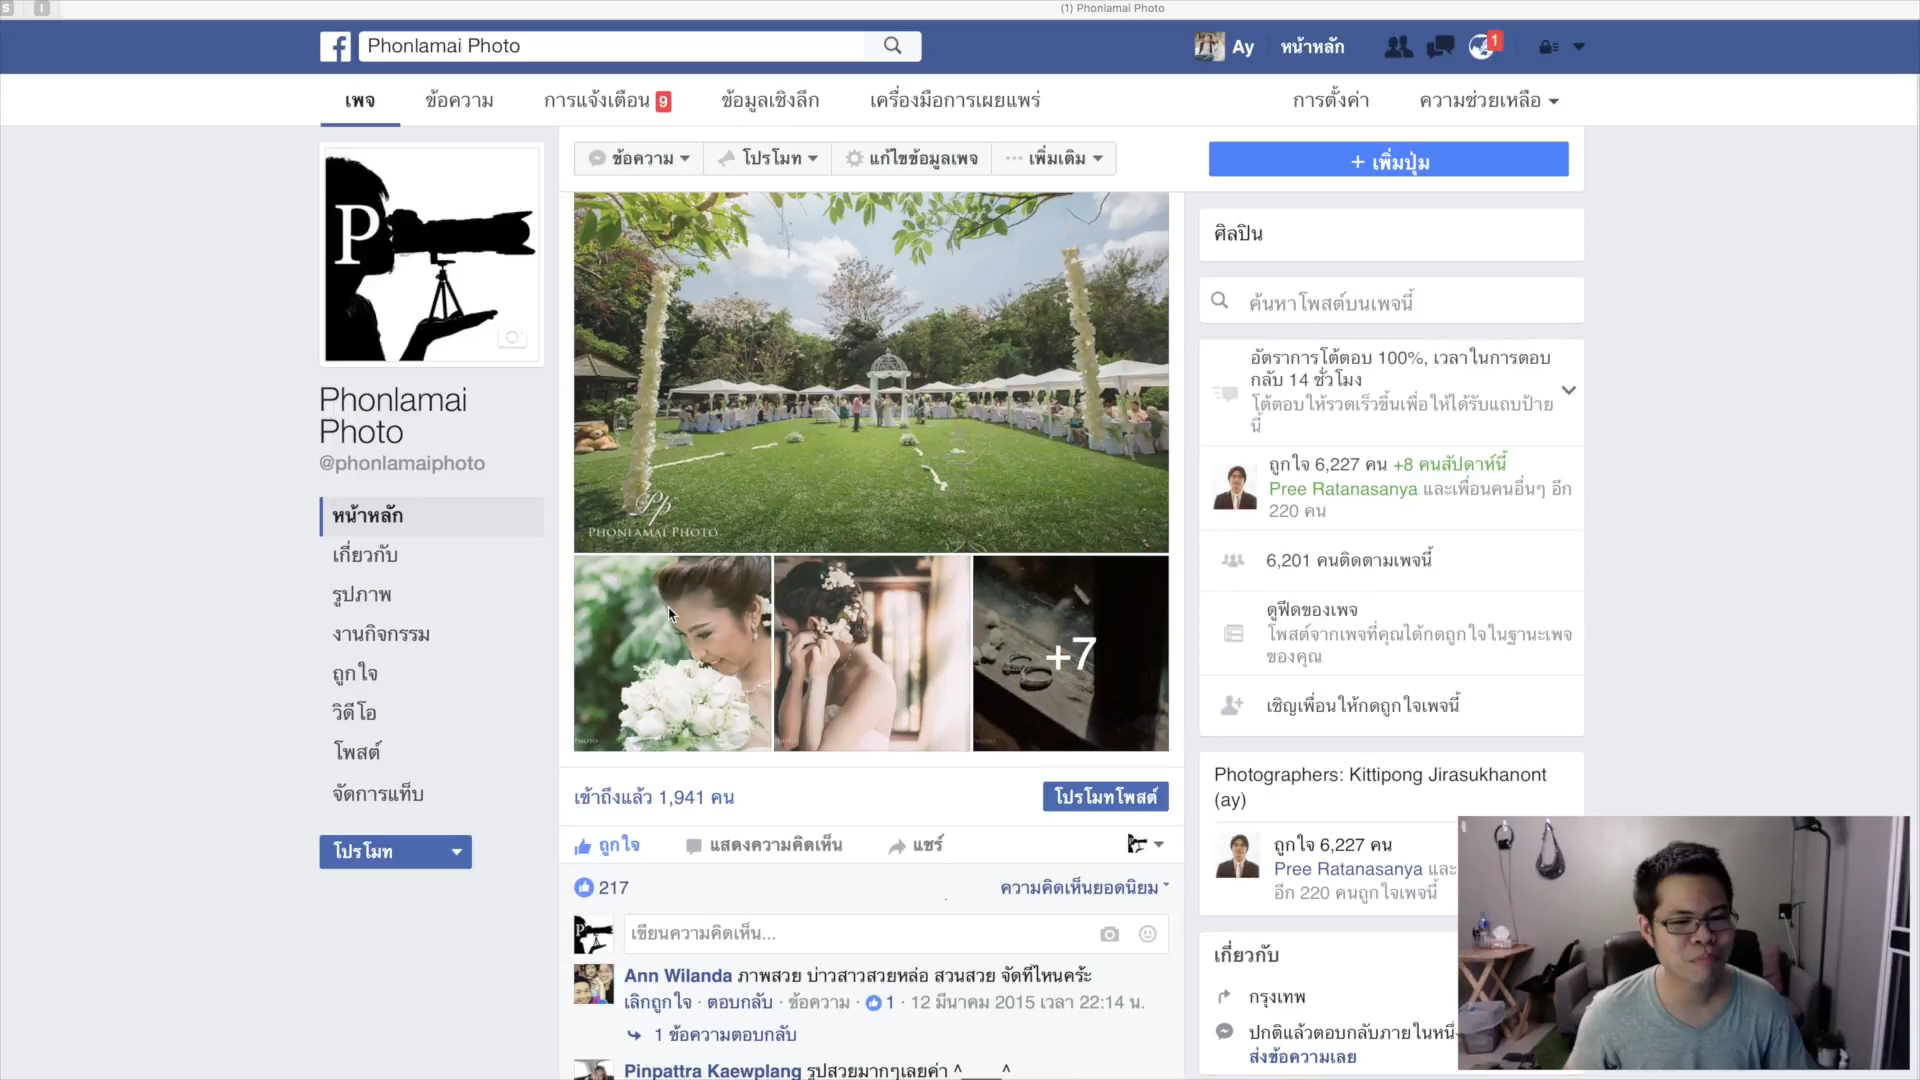 (1) Phonlamai Photo
Phonlamai Photo
Ay
หน้าหลัก
1
เพจ
ข้อความ
การแจ้งเตือน 9
ข้อมูลเชิงลึก
เครื่องมือการเผยแพร่
การตั้งค่า
ความช่วยเหลือ
ข้อความ
โปรโมท
แก้ไขข้อมูลเพจ
เพิ่มเติม
+ เพิ่มปุ่ม
P
Phonlamai
Photo
@phonlamaiphoto
หน้าหลัก
เกี่ยวกับ
รูปภาพ
งานกิจกรรม
ถูกใจ
วิดีโอ
โพสต์
จัดการแท็บ
โปรโมท
Pp
PHONLAMAI PHOTO
+7
เข้าถึงแล้ว 1,941 คน
โปรโมทโพสต์
ถูกใจ
แสดงความคิดเห็น
แชร์
217
ความคิดเห็นยอดนิยม
เขียนความคิดเห็น...
Ann Wilanda ภาพสวย บ่าวสาวสวยหล่อ สวนสวย จัดที่ไหนคร้ะ
เลิกถูกใจ · ตอบกลับ · ข้อความ · 1 · 12 มีนาคม 2015 เวลา 22:14 น.
1 ข้อความตอบกลับ
Pinpattra Kaewplang รูปสวยมากๆเลยค่า ^____^
ศิลปิน
ค้นหาโพสต์บนเพจนี้
อัตราการโต้ตอบ 100%, เวลาในการตอบ
กลับ 14 ชั่วโมง
โต้ตอบให้รวดเร็วขึ้นเพื่อให้ได้รับแถบป้าย
นี้
ถูกใจ 6,227 คน +8 คนสัปดาห์นี้
Pree Ratanasanya และเพื่อนคนอื่นๆ อีก
220 คน
6,201 คนติดตามเพจนี้
ดูฟีดของเพจ
โพสต์จากเพจที่คุณได้กดถูกใจในฐานะเพจ
ของคุณ
เชิญเพื่อนให้กดถูกใจเพจนี้
Photographers: Kittipong Jirasukhanont
(ay)
ถูกใจ 6,227 คน
Pree Ratanasanya และ
อีก 220 คนถูกใจเพจนี้
เกี่ยวกับ
กรุงเทพ
ปกติแล้วตอบกลับภายในหนึ่ง
ส่งข้อความเลย